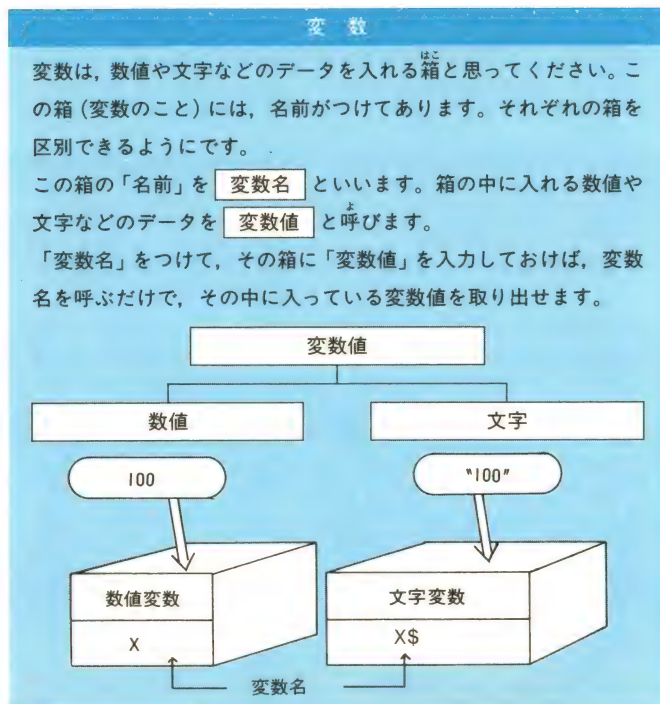 変数
変数は，数値や文字などのデータを入れる箱と思ってください。こ
の箱（変数のこと）には，名前がつけてあります。それぞれの箱を
区別できるようにです。
この箱の「名前」を 変数名 といいます。箱の中に入れる数値や
文字などのデータを 変数値 と呼びます。
「変数名」をつけて，その箱に「変数値」を入力しておけば，変数
名を呼ぶだけで，その中に入っている変数値を取り出せます。
変数値
数値 文字
100 "100"
数値変数 文字変数
X X$
変数名